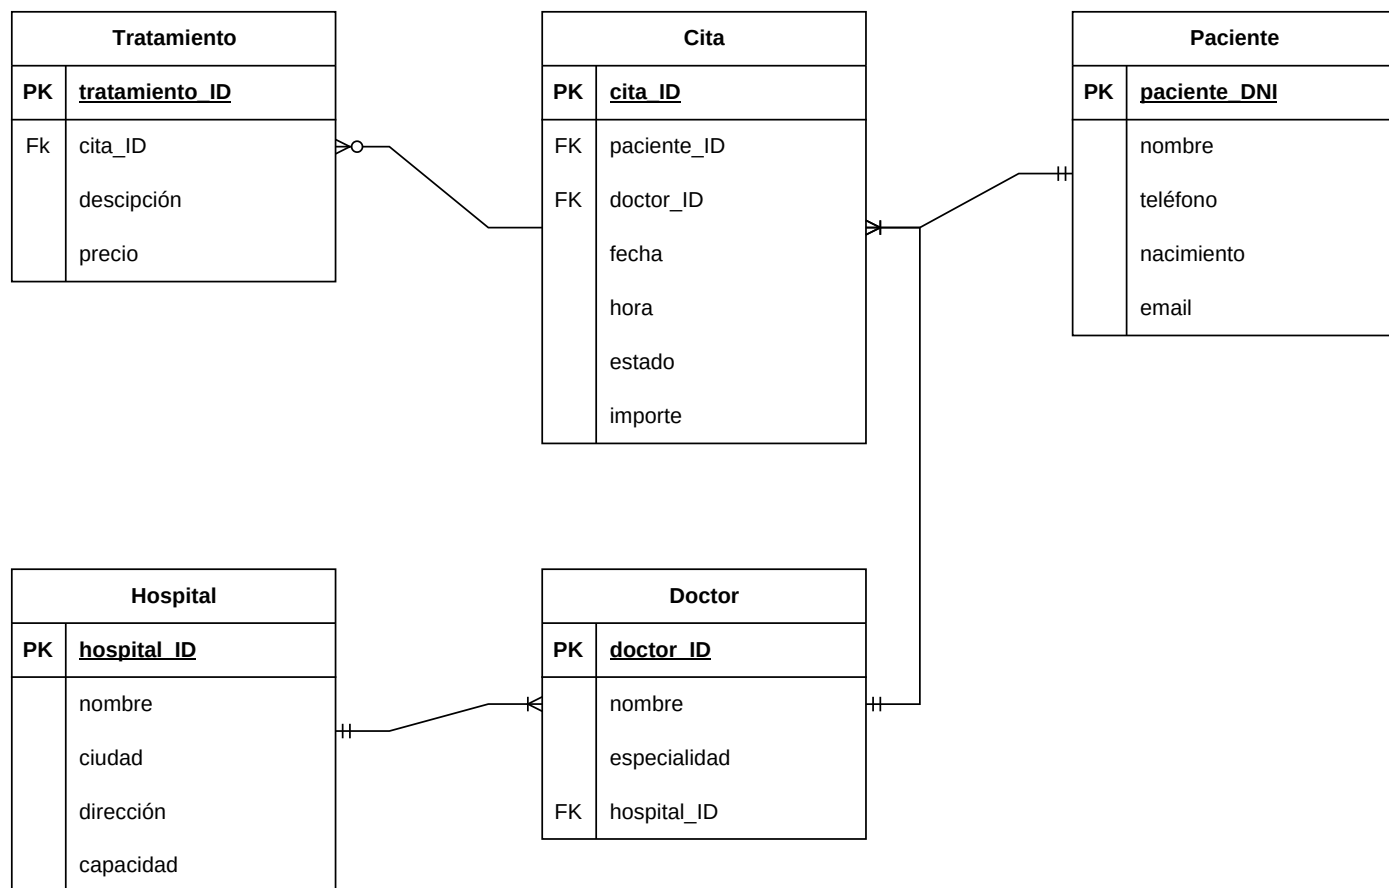 Tratamiento
PK tratamiento_ID
Fk cita_ID
descipción
precio
Cita
PK cita_ID
FK paciente_ID
FK doctor_ID
fecha
hora
estado
importe
Paciente
PK paciente_DNI
nombre
teléfono
nacimiento
email
Hospital
PK hospital_ID
nombre
ciudad
dirección
capacidad
Doctor
PK doctor_ID
nombre
especialidad
FK hospital_ID